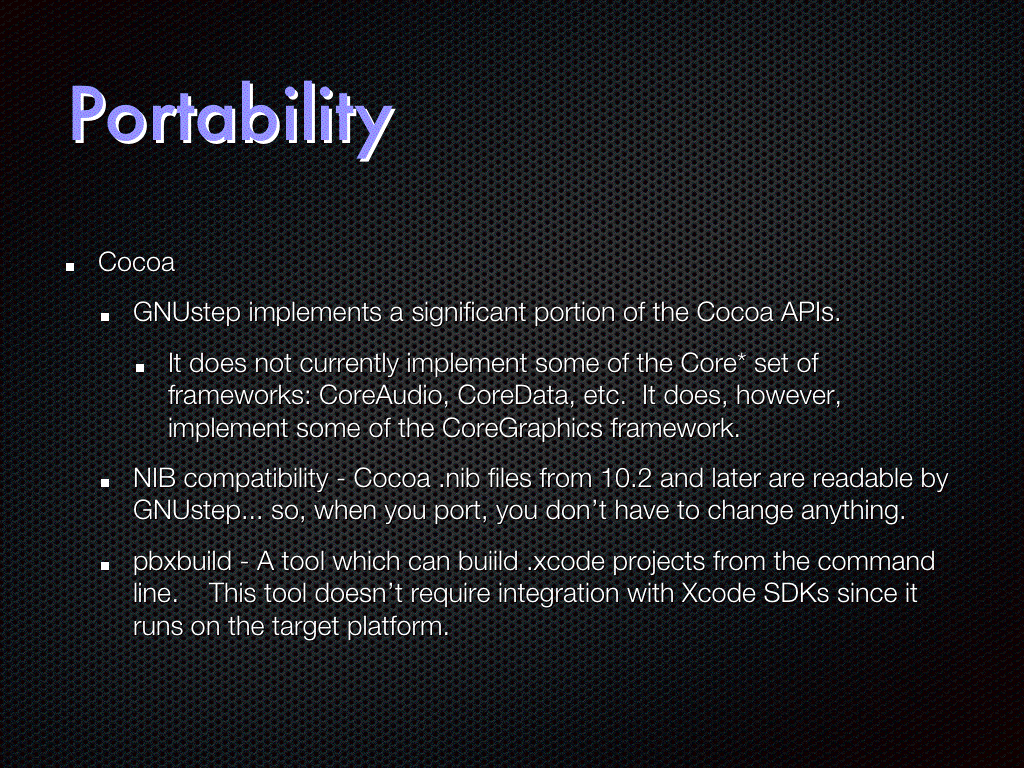 Portability
Cocoa
GNUstep implements a significant portion of the Cocoa APIs.
It does not currently implement some of the Core* set of
frameworks: CoreAudio, CoreData, etc.  It does, however,
implement some of the CoreGraphics framework.
NIB compatibility - Cocoa .nib files from 10.2 and later are readable by
GNUstep... so, when you port, you don’t have to change anything.
pbxbuild - A tool which can buiild .xcode projects from the command
line.    This tool doesn’t require integration with Xcode SDKs since it
runs on the target platform.